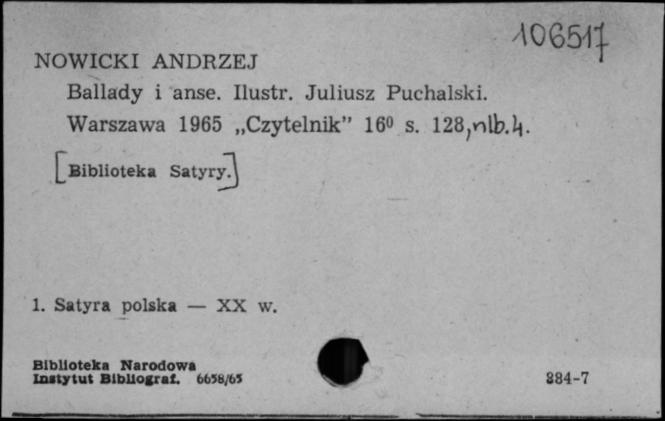 106517
NOWICKI ANDRZEJ
Ballady i anse. Ilustr. Juliusz Puchalski.
Warszawa 1965 „Czytelnik” 16⁰ s. 128, nlb. 4.
[Biblioteka Satyry.]
1. Satyra polska — XX w.
Biblioteka Narodowa
Instytut Bibliograf. 6658/65
884-7